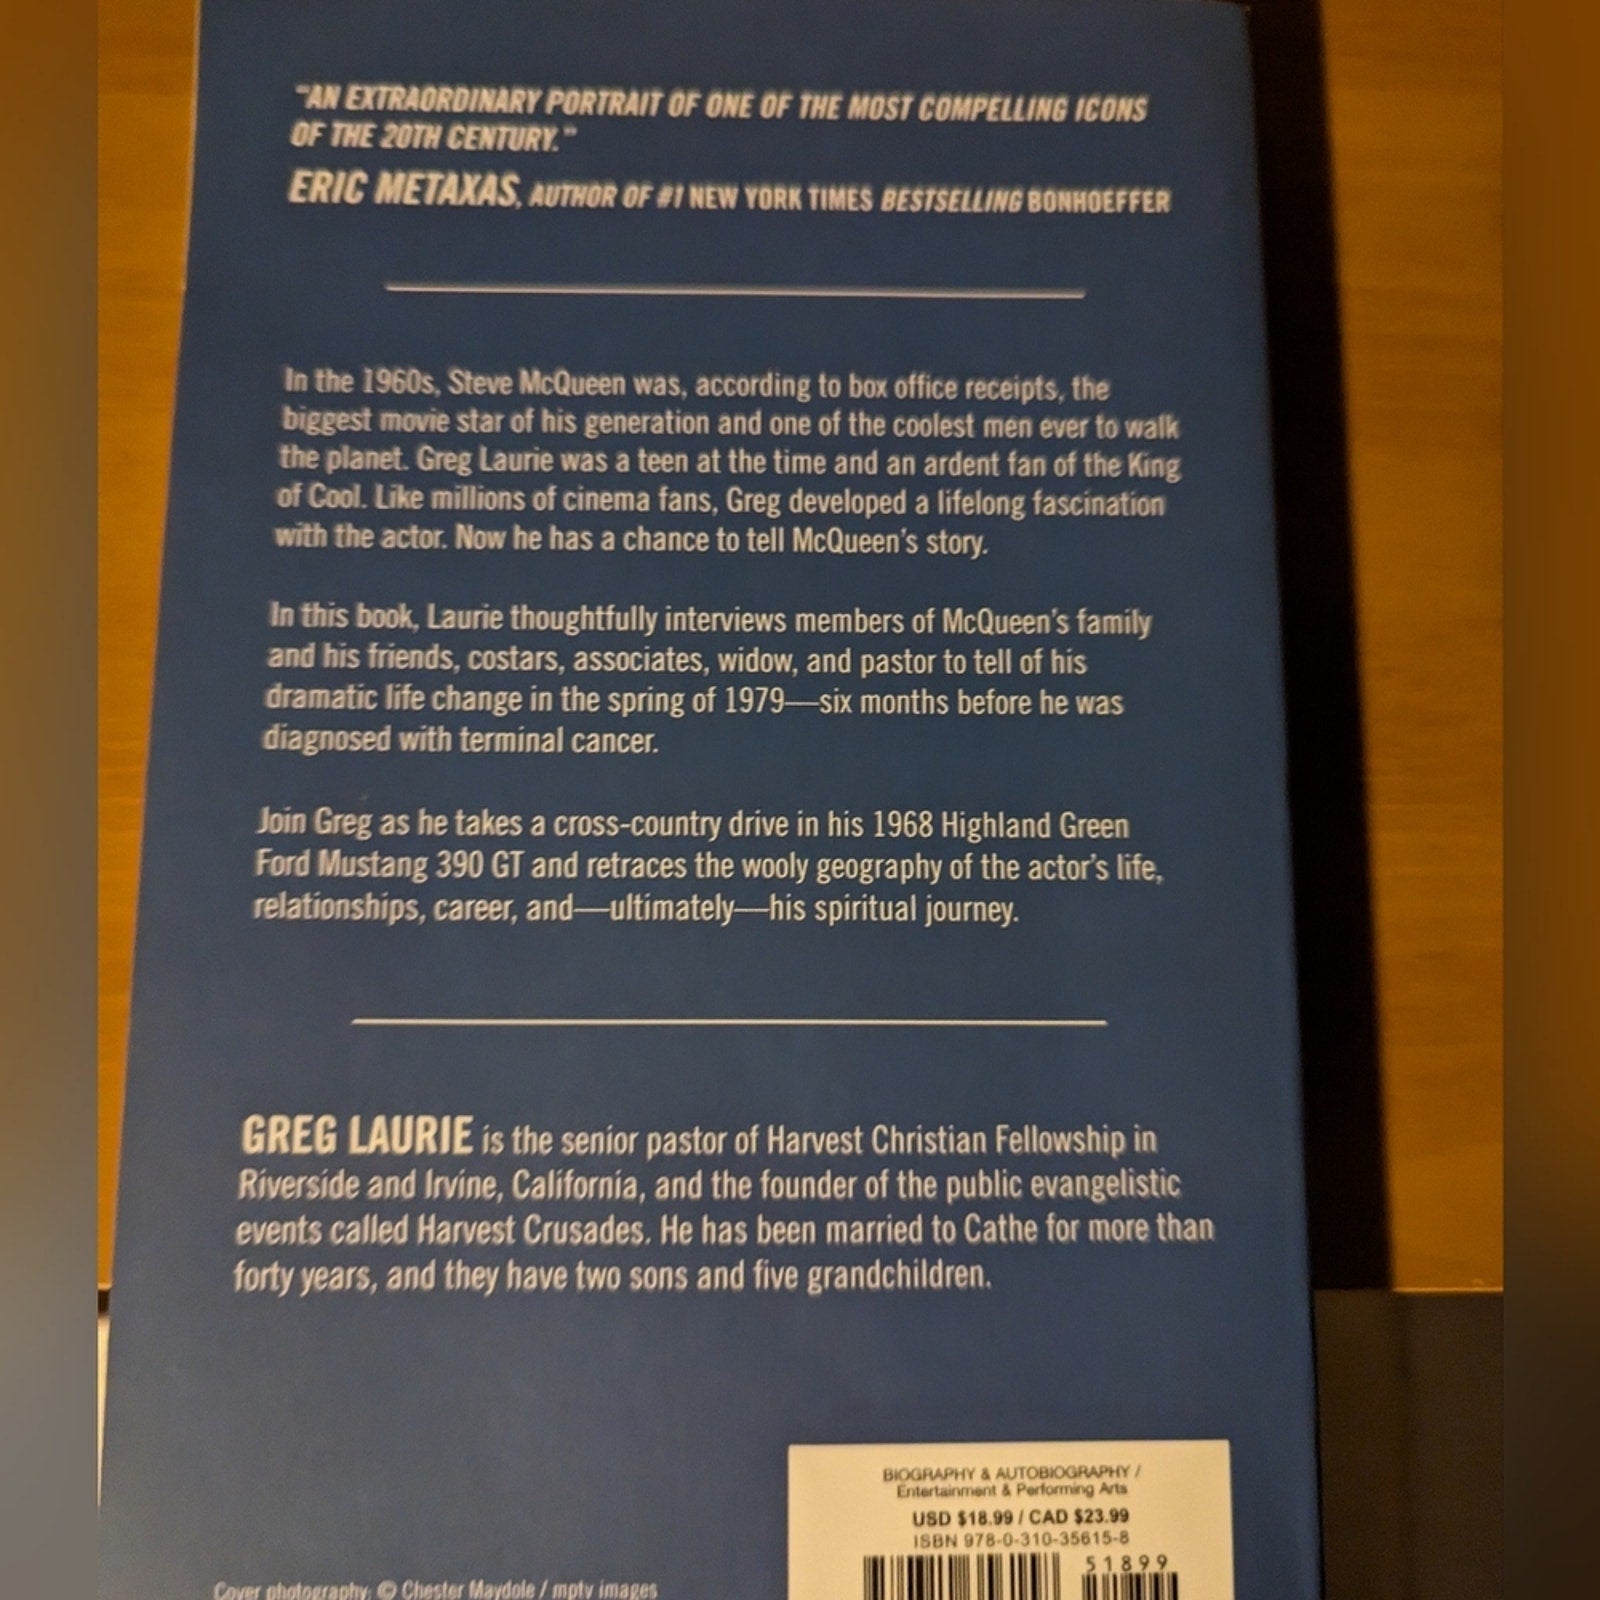 "AN EXTRAORDINARY PORTRAIT OF ONE OF THE MOST COMPELLING ICONS
OF THE 20TH CENTURY."
ERIC METAXAS, AUTHOR OF #1 NEW YORK TIMES BESTSELLING BONHOEFFER
In the 1960s, Steve McQueen was, according to box office receipts, the
biggest movie star of his generation and one of the coolest men ever to walk
the planet. Greg Laurie was a teen at the time and an ardent fan of the King
of Cool. Like millions of cinema fans, Greg developed a lifelong fascination
with the actor. Now he has a chance to tell McQueen's story.
In this book, Laurie thoughtfully interviews members of McQueen's family
and his friends, costars, associates, widow, and pastor to tell of his
dramatic life change in the spring of 1979—six months before he was
diagnosed with terminal cancer.
Join Greg as he takes a cross-country drive in his 1968 Highland Green
Ford Mustang 390 GT and retraces the wooly geography of the actor's life,
relationships, career, and—ultimately—his spiritual journey.
GREG LAURIE is the senior pastor of Harvest Christian Fellowship in
Riverside and Irvine, California, and the founder of the public evangelistic
events called Harvest Crusades. He has been married to Cathe for more than
forty years, and they have two sons and five grandchildren.
BIOGRAPHY & AUTOBIOGRAPHY /
Entertainment & Performing Arts
USD $18.99 / CAD $23.99
ISBN 978-0-310-35615-8
51899
Cover photography: © Chester Maydole / mptv images